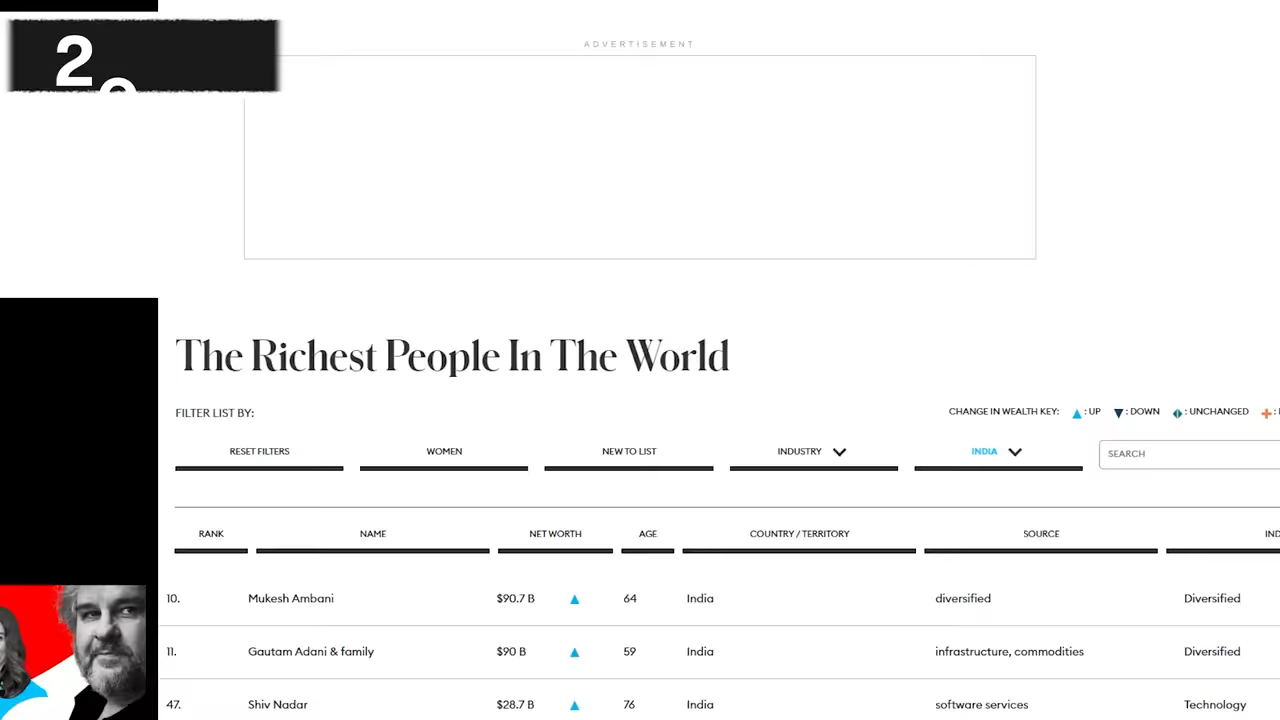 2
ADVERTISEMENT
The Richest People In The World
FILTER LIST BY:
CHANGE IN WEALTH KEY: : UP : DOWN : UNCHANGED :
RESET FILTERS WOMEN NEW TO LIST INDUSTRY INDIA SEARCH
RANK NAME NET WORTH AGE COUNTRY / TERRITORY SOURCE
10. Mukesh Ambani $90.7 B 64 India diversified Diversified
11. Gautam Adani & family $90 B 59 India infrastructure, commodities Diversified
47. Shiv Nadar $28.7 B 76 India software services Technology